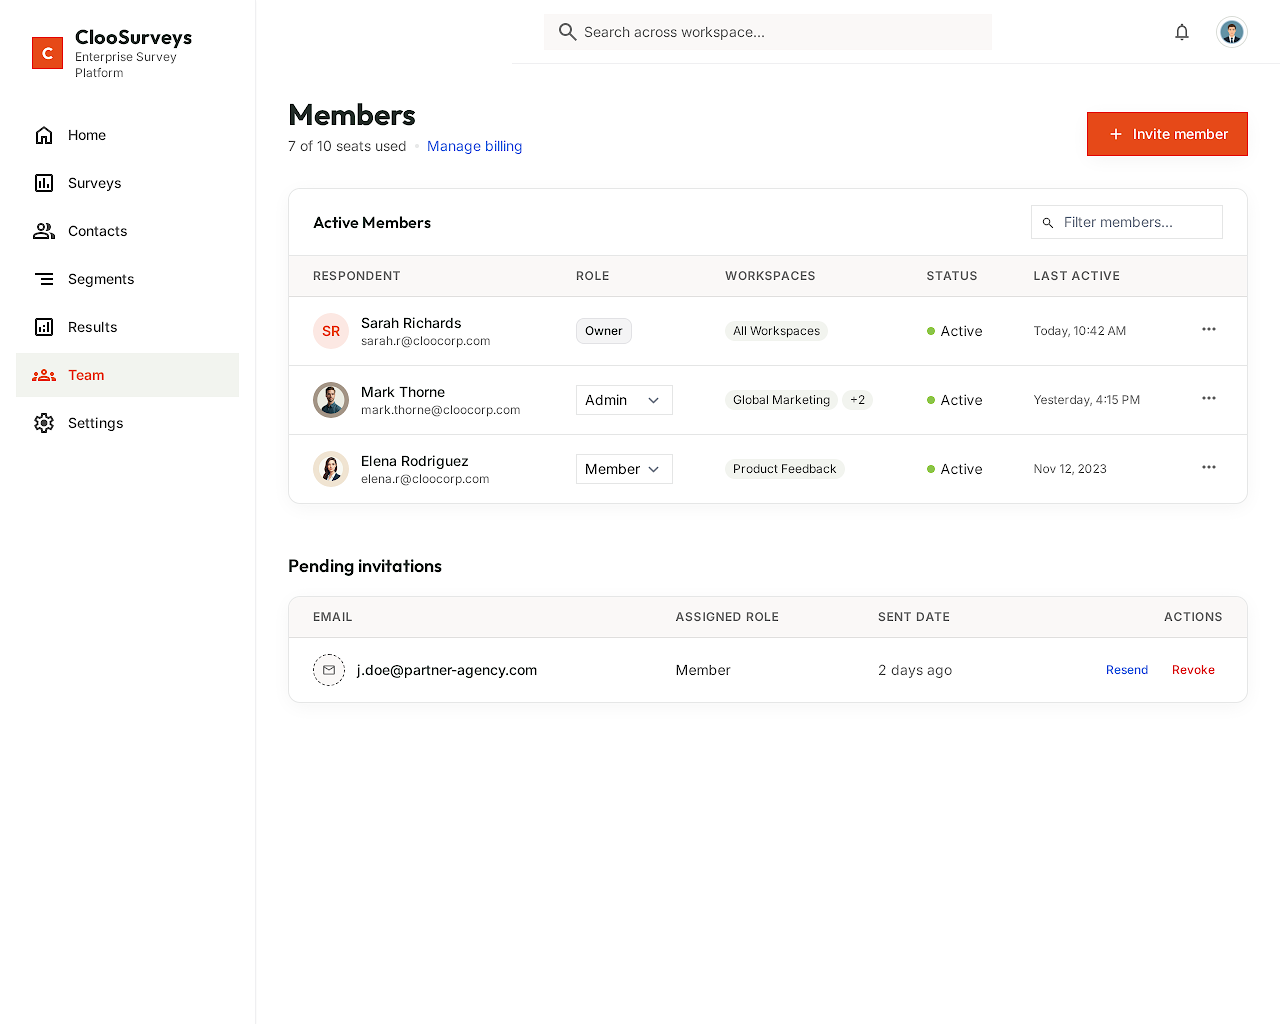 C
ClooSurveys
Enterprise Survey
Platform
Home
Surveys
Contacts
Segments
Results
Team
Settings
Search across workspace...
Members
7 of 10 seats used Manage billing
Invite member
Active Members
Filter members...
RESPONDENT ROLE WORKSPACES STATUS LAST ACTIVE
SR Sarah Richards
sarah.r@cloocorp.com
Owner All Workspaces Active Today, 10:42 AM
Mark Thorne
mark.thorne@cloocorp.com
Admin Global Marketing +2 Active Yesterday, 4:15 PM
Elena Rodriguez
elena.r@cloocorp.com
Member Product Feedback Active Nov 12, 2023
Pending invitations
EMAIL ASSIGNED ROLE SENT DATE ACTIONS
j.doe@partner-agency.com Member 2 days ago Resend Revoke